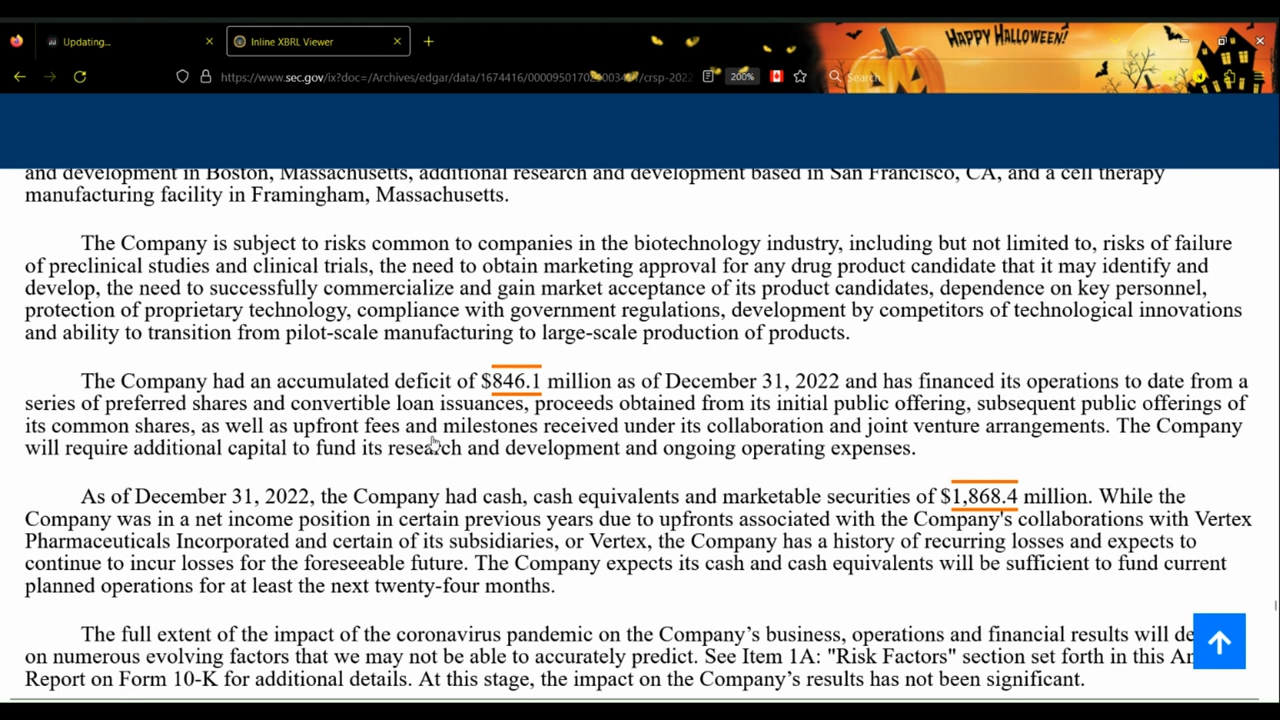 HAPPY HALLOWEEN!
Updating...
Inline XBRL Viewer
200%
Search
and development in Boston, Massachusetts, additional research and development based in San Francisco, CA, and a cell therapy
manufacturing facility in Framingham, Massachusetts.
The Company is subject to risks common to companies in the biotechnology industry, including but not limited to, risks of failure
of preclinical studies and clinical trials, the need to obtain marketing approval for any drug product candidate that it may identify and
develop, the need to successfully commercialize and gain market acceptance of its product candidates, dependence on key personnel,
protection of proprietary technology, compliance with government regulations, development by competitors of technological innovations
and ability to transition from pilot-scale manufacturing to large-scale production of products.
The Company had an accumulated deficit of $846.1 million as of December 31, 2022 and has financed its operations to date from a
series of preferred shares and convertible loan issuances, proceeds obtained from its initial public offering, subsequent public offerings of
its common shares, as well as upfront fees and milestones received under its collaboration and joint venture arrangements. The Company
will require additional capital to fund its research and development and ongoing operating expenses.
As of December 31, 2022, the Company had cash, cash equivalents and marketable securities of $1,868.4 million. While the
Company was in a net income position in certain previous years due to upfronts associated with the Company's collaborations with Vertex
Pharmaceuticals Incorporated and certain of its subsidiaries, or Vertex, the Company has a history of recurring losses and expects to
continue to incur losses for the foreseeable future. The Company expects its cash and cash equivalents will be sufficient to fund current
planned operations for at least the next twenty-four months.
The full extent of the impact of the coronavirus pandemic on the Company’s business, operations and financial results will de
on numerous evolving factors that we may not be able to accurately predict. See Item 1A: "Risk Factors" section set forth in this An
Report on Form 10-K for additional details. At this stage, the impact on the Company’s results has not been significant.